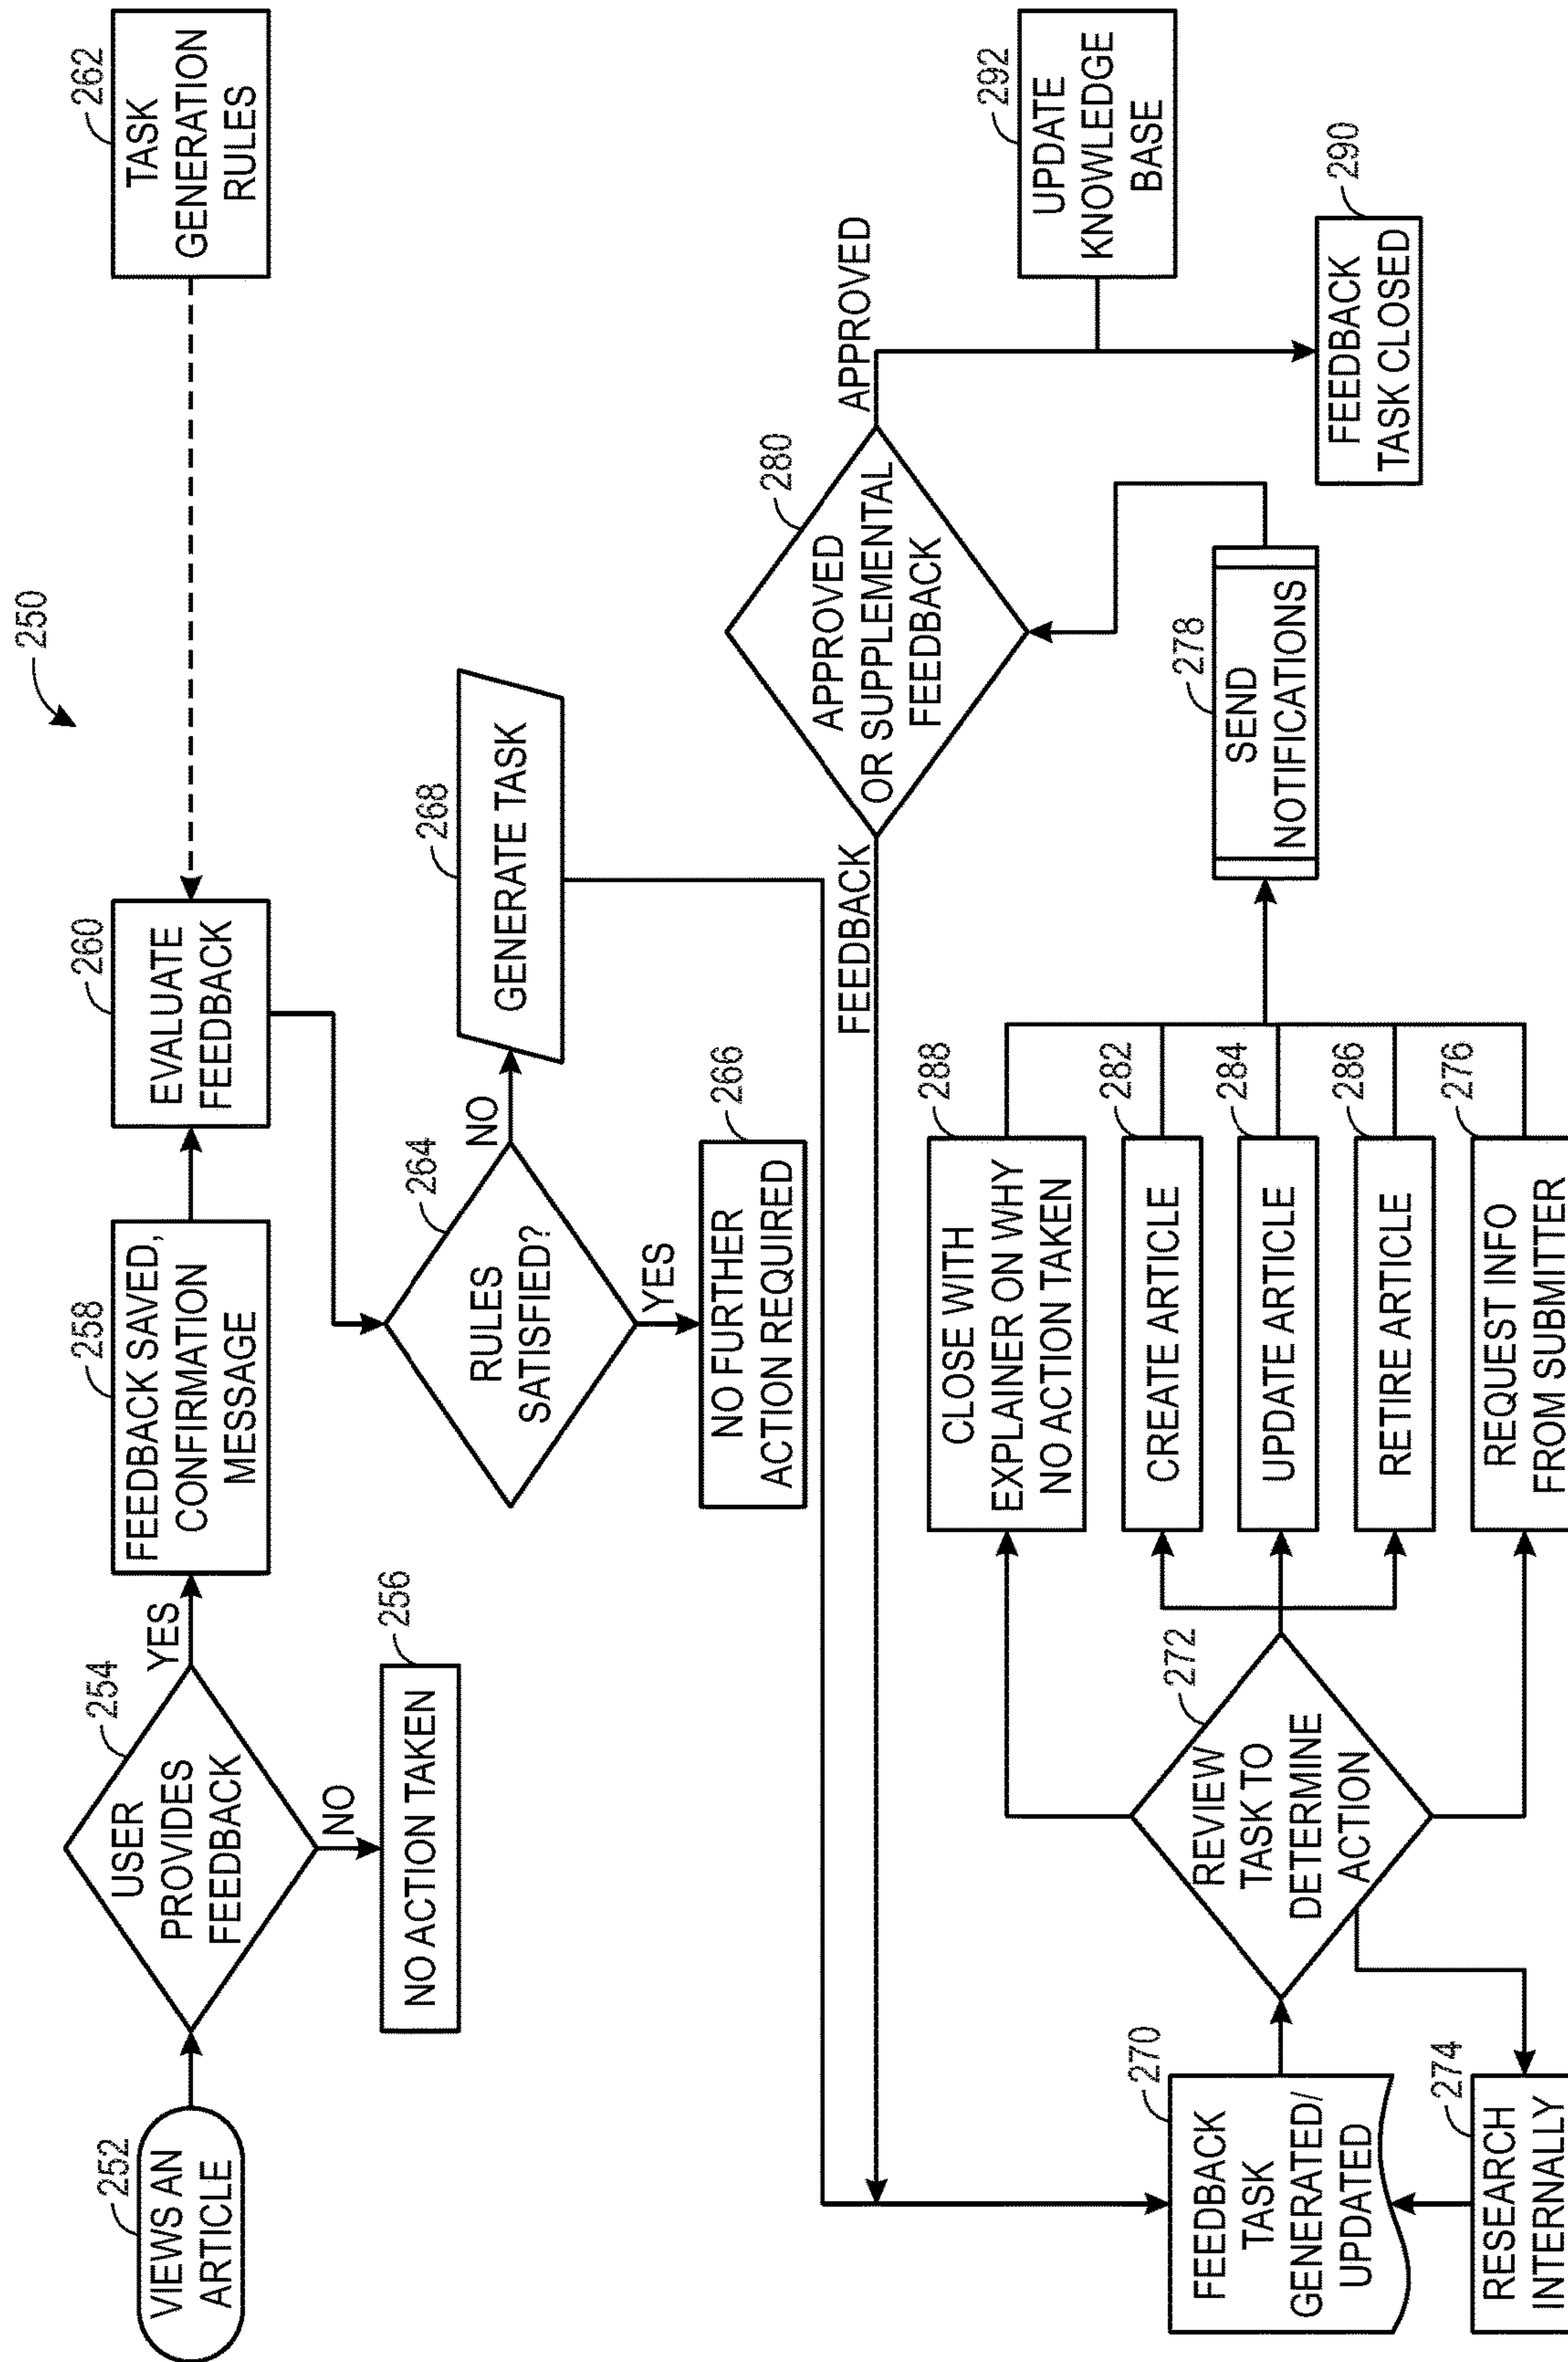 250
252
VIEWS AN
ARTICLE
254
USER
PROVIDES
FEEDBACK
YES
NO
256
NO ACTION TAKEN
258
FEEDBACK SAVED,
CONFIRMATION
MESSAGE
260
EVALUATE
FEEDBACK
262
TASK
GENERATION
RULES
264
RULES
SATISFIED?
NO
YES
266
NO FURTHER
ACTION REQUIRED
268
GENERATE TASK
FEEDBACK
280
APPROVED
OR SUPPLEMENTAL
FEEDBACK
APPROVED
292
UPDATE
KNOWLEDGE
BASE
290
FEEDBACK
TASK CLOSED
270
FEEDBACK
TASK
GENERATED/
UPDATED
274
RESEARCH
INTERNALLY
272
REVIEW
TASK TO
DETERMINE
ACTION
288
CLOSE WITH
EXPLAINER ON WHY
NO ACTION TAKEN
282
CREATE ARTICLE
284
UPDATE ARTICLE
286
RETIRE ARTICLE
276
REQUEST INFO
FROM SUBMITTER
278
SEND
NOTIFICATIONS